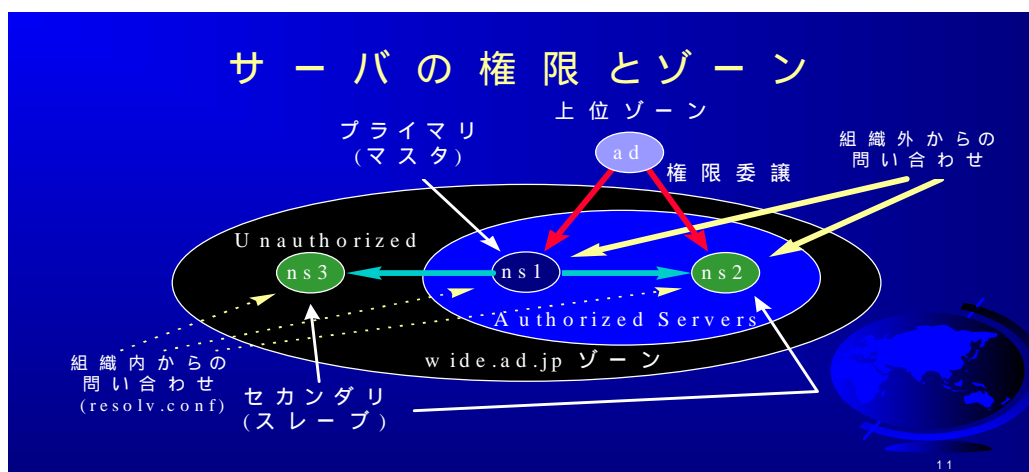 サーバの権限とゾーン
上位ゾーン
プライマリ
(マスタ)
ad
組織外からの
問い合わせ
権限委譲
Unauthorized
ns3
ns1
ns2
Authorized Servers
wide.ad.jp ゾーン
組織内からの
問い合わせ
(resolv.conf)
セカンダリ
(スレーブ)
11